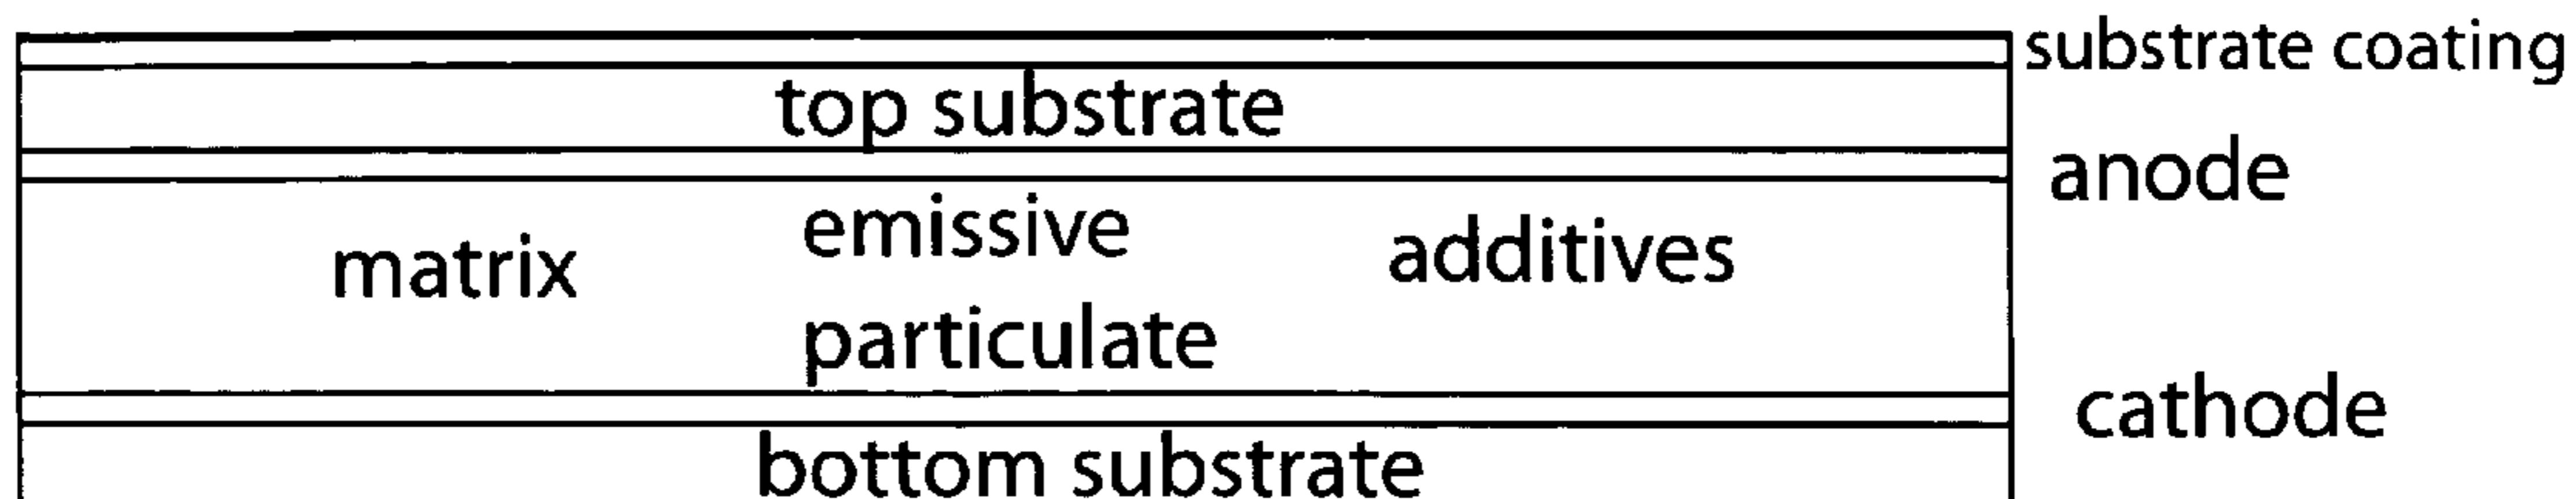 substrate coating
top substrate
anode
emissive
matrix
additives
particulate
cathode
bottom substrate